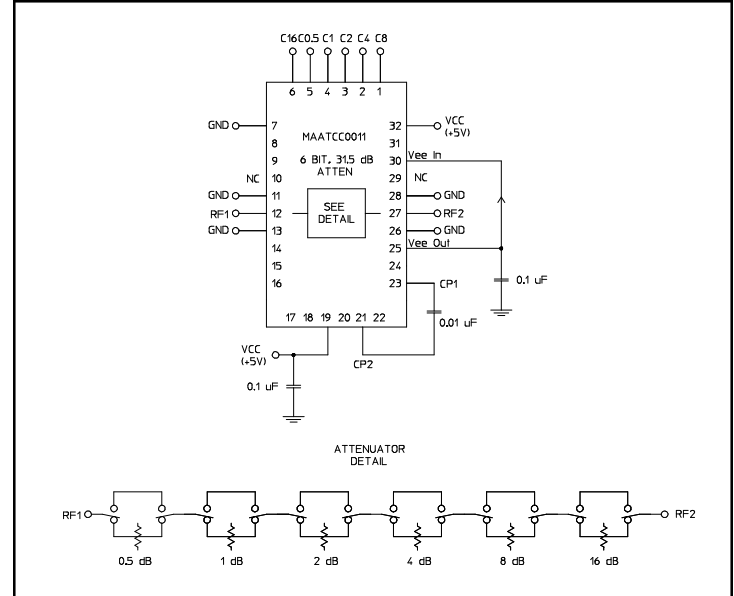 C16 C0.5 C1 C2 C4 C8
6 5 4 3 2 1
GND 7 32 VCC (+5V)
8 MAATCC0011 31
9 6 BIT, 31.5 dB 30 Vee In
NC 10 ATTEN 29 NC
GND 11 28 GND
RF1 12 SEE DETAIL 27 RF2
GND 13 26 GND
14 25 Vee Out
15 24
16 23 CP1
0.1 uF
17 18 19 20 21 22
0.01 uF
VCC (+5V)
CP2
0.1 uF
ATTENUATOR
DETAIL
RF1 RF2
0.5 dB 1 dB 2 dB 4 dB 8 dB 16 dB